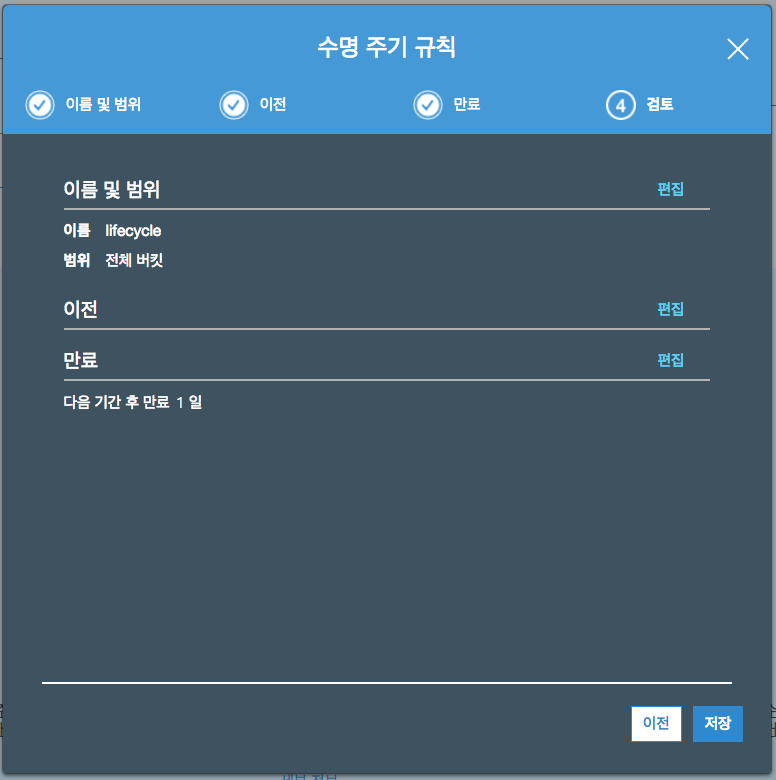 수명 주기 규칙
이름 및 범위
이전
만료
4 검토
이름 및 범위 편집
이름 lifecycle
범위 전체 버킷
이전 편집
만료 편집
다음 기간 후 만료 1 일
이전 저장